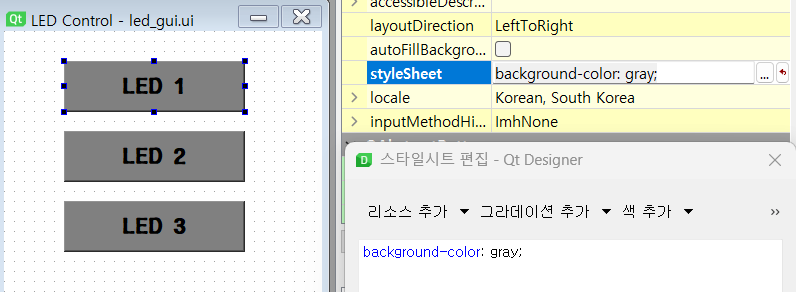 Qt LED Control - led_gui.ui
LED 1
LED 2
LED 3
accessibleDescr...
layoutDirection LeftToRight
autoFillBackgro...
styleSheet background-color: gray; ...
locale Korean, South Korea
inputMethodHi... ImhNone
D 스타일시트 편집 - Qt Designer
리소스 추가 그라데이션 추가 색 추가 »
background-color: gray;